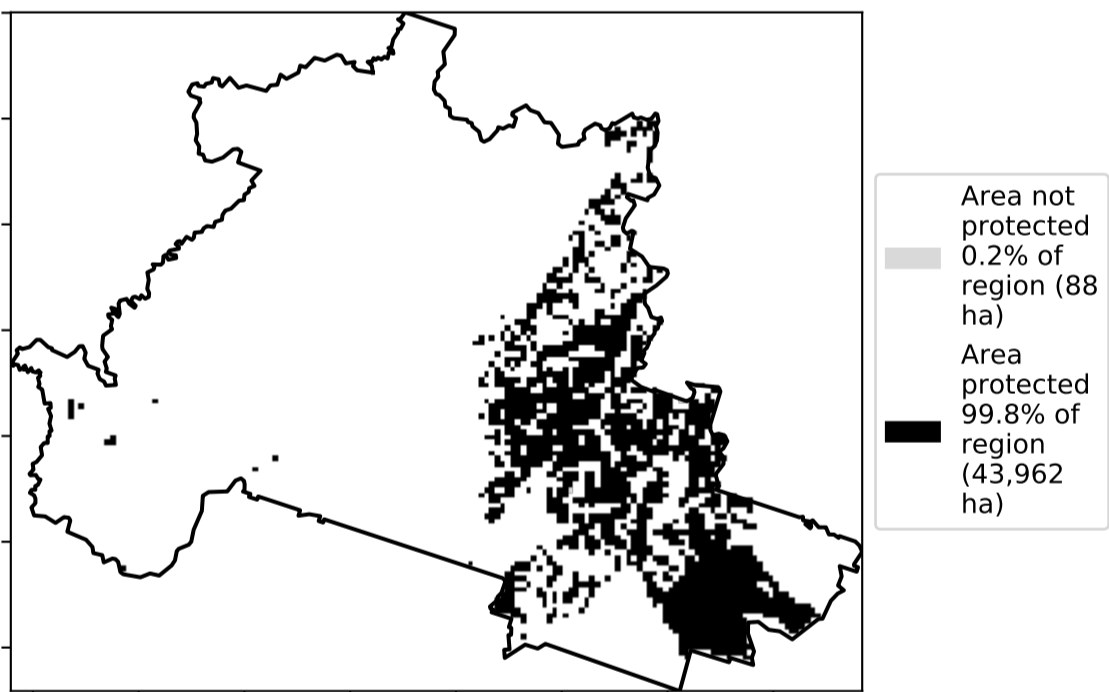 Area not
protected
0.2% of
region (88
ha)
Area
protected
99.8% of
region
(43,962
ha)